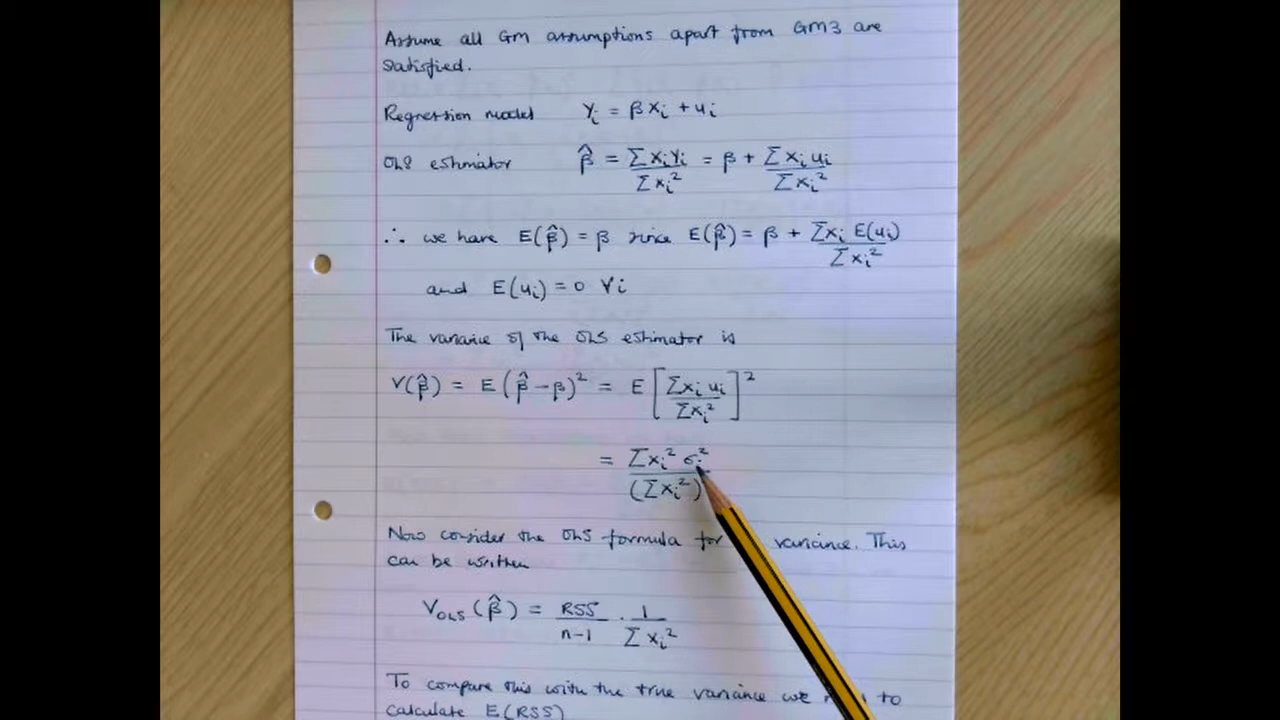 Assume all GM assumptions apart from GM3 are
satisfied.
Regression model Yᵢ = βXᵢ + uᵢ
OLS estimator β̂ = ΣXᵢYᵢ / ΣXᵢ² = β + ΣXᵢuᵢ / ΣXᵢ²
∴ we have E(β̂) = β since E(β̂) = β + ΣXᵢ E(uᵢ) / ΣXᵢ²
and E(uᵢ) = 0 ∀i
The variance of the OLS estimator is
V(β̂) = E(β̂ - β)² = E [ΣXᵢuᵢ / ΣXᵢ²]²
= ΣXᵢ² σᵢ² / (ΣXᵢ²)
Now consider the OLS formula for variance. This
can be written
V_OLS(β̂) = RSS / n-1 . 1 / ΣXᵢ²
To compare this with the true variance we to
calculate E(RSS)